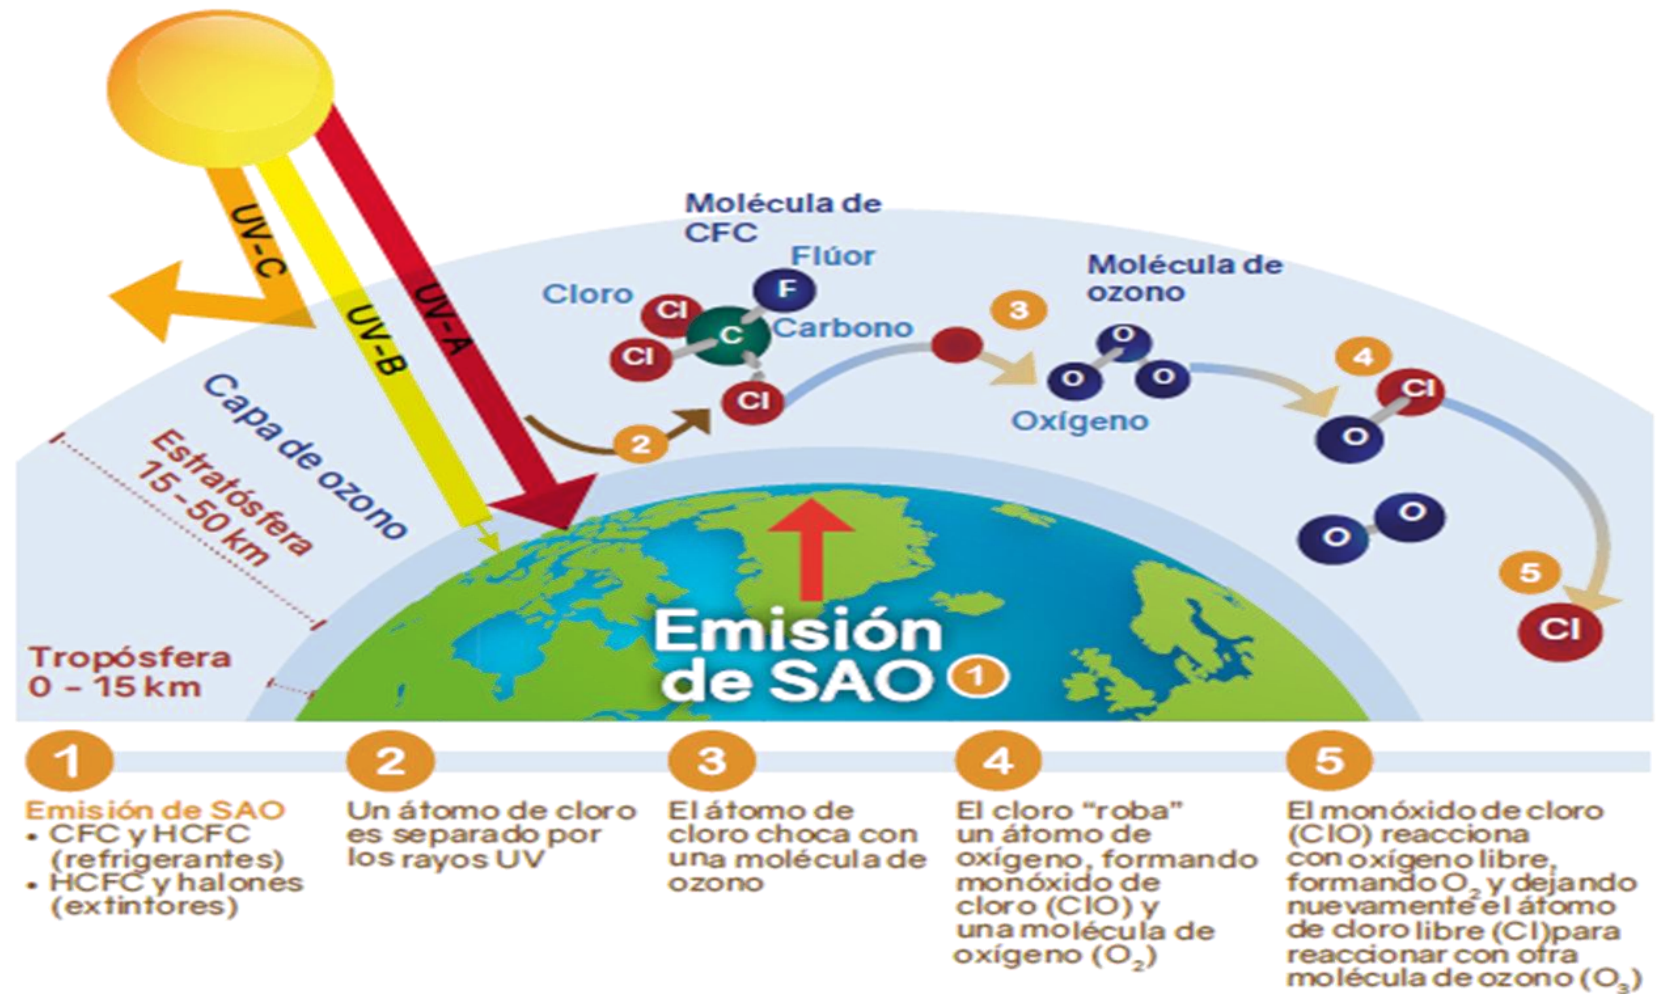 UV-C
UV-B
UV-A
Capa de ozono
Estratósfera
15 - 50 km
Tropósfera
0 - 15 km
Molécula de
CFC
Flúor
Cloro
Cl
F
C
Carbono
Cl
Cl
2
3
Molécula de
ozono
O
O
O
Oxígeno
4
Cl
O
O
O
5
Cl
Emisión
de SAO 1
1
Emisión de SAO
• CFC y HCFC
(refrigerantes)
• HCFC y halones
(extintores)
2
Un átomo de cloro
es separado por
los rayos UV
3
El átomo de
cloro choca con
una molécula de
ozono
4
El cloro “roba”
un átomo de
oxígeno, formando
monóxido de
cloro (ClO) y
una molécula de
oxígeno (O₂)
5
El monóxido de cloro
(ClO) reacciona
con oxígeno libre,
formando O₂ y dejando
nuevamente el átomo
de cloro libre (Cl)para
reaccionar con otra
molécula de ozono (O₃)